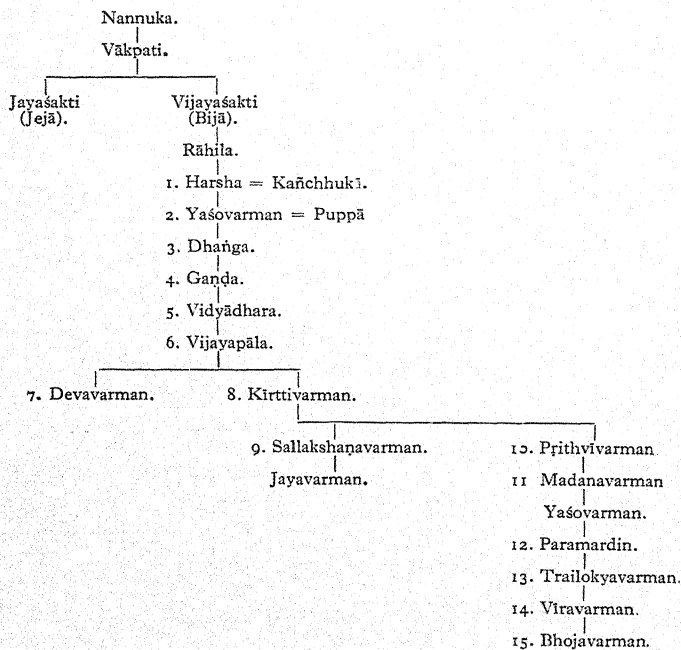 Nannuka.
Vākpati.
Jayaśakti Vijayaśakti
(Jejā). (Bijā).
Rāhila.
1. Harsha = Kañchhukī.
2. Yaśovarman = Puppā
3. Dhaṅga.
4. Gaṇḍa.
5. Vidyādhara.
6. Vijayapāla.
7. Devavarman. 8. Kīrttivarman.
9. Sallakshaṇavarman. 10. Pṛithvīvarman
Jayavarman. 11 Madanavarman
Yaśovarman.
12. Paramardin.
13. Trailokyavarman.
14. Vīravarman.
15. Bhojavarman.